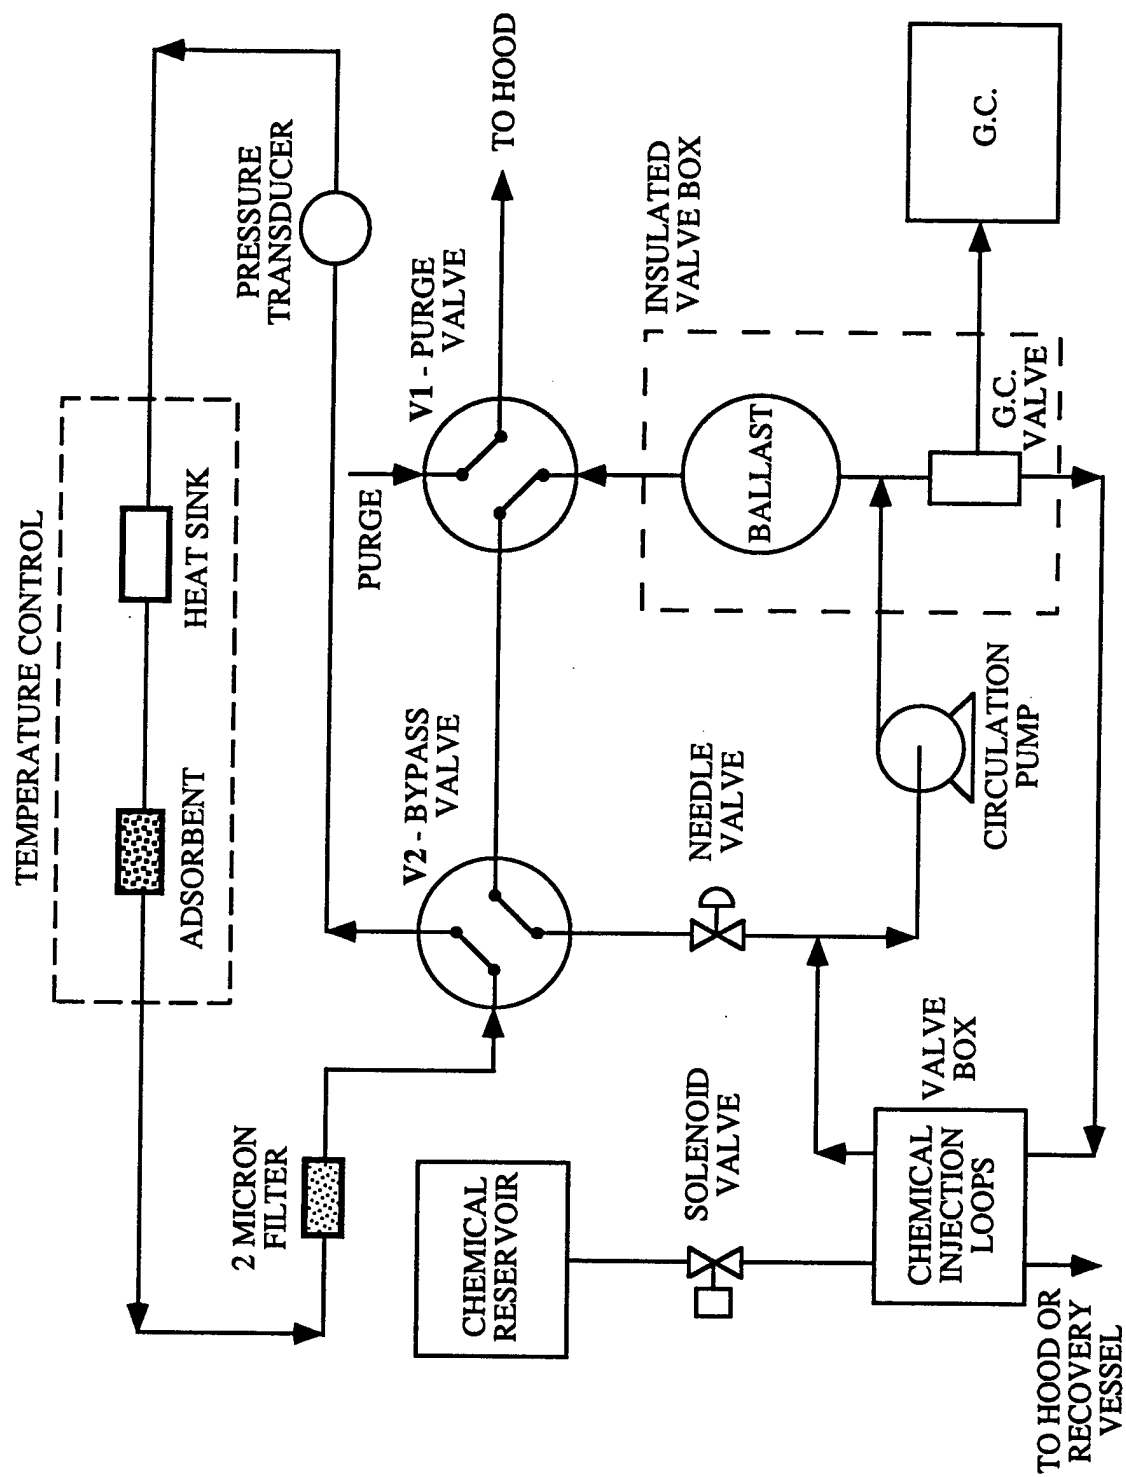 TEMPERATURE CONTROL
ADSORBENT
HEAT SINK
2 MICRON
FILTER
PRESSURE
TRANSDUCER
V2 - BYPASS
VALVE
PURGE
V1 - PURGE
VALVE
TO HOOD
CHEMICAL
RESERVOIR
SOLENOID
VALVE
NEEDLE
VALVE
INSULATED
VALVE BOX
BALLAST
CHEMICAL
INJECTION
LOOPS
VALVE
BOX
CIRCULATION
PUMP
G.C.
VALVE
G.C.
TO HOOD OR
RECOVERY
VESSEL